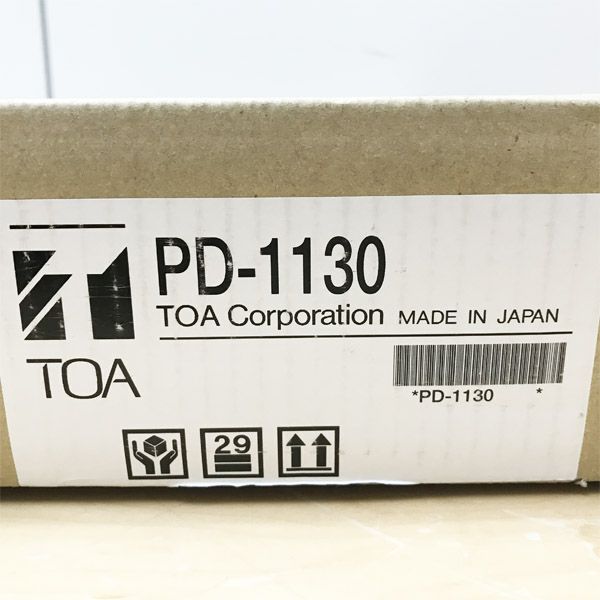 PD-1130
TOA Corporation MADE IN JAPAN
TOA
*PD-1130 *
29